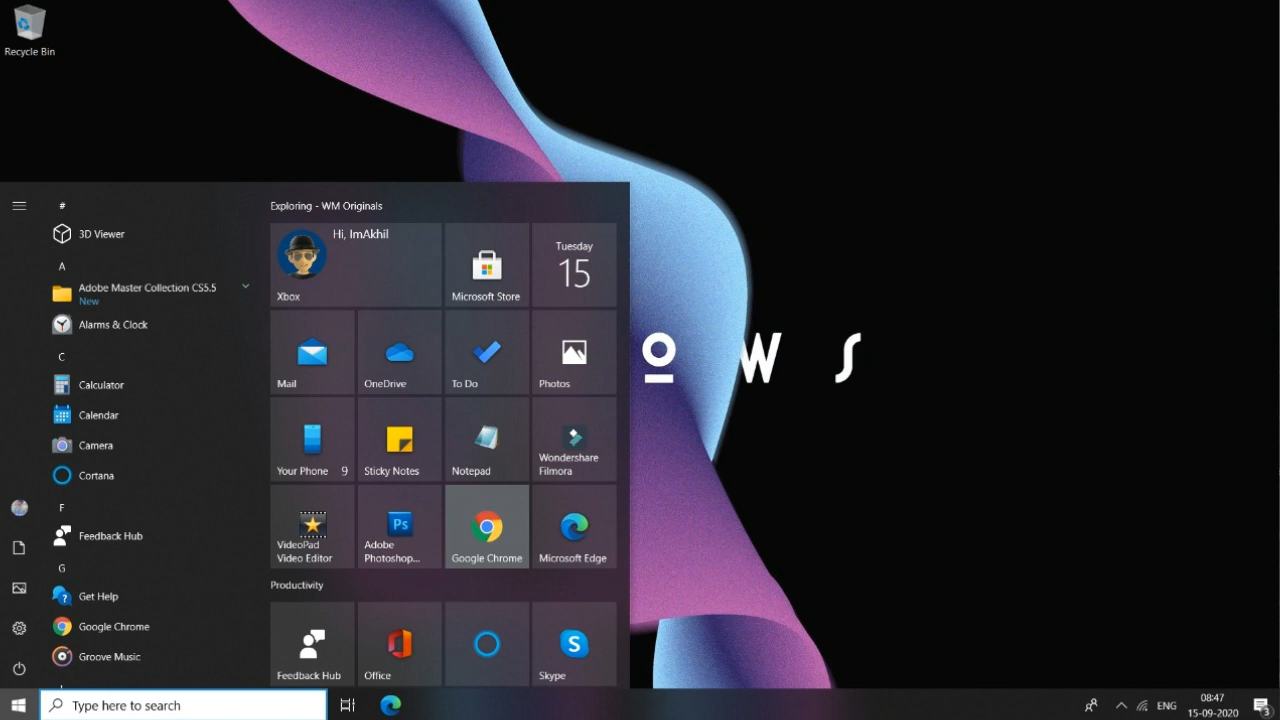 Recycle Bin
#
3D Viewer
A
Adobe Master Collection CS5.5
New
Alarms & Clock
C
Calculator
Calendar
Camera
Cortana
F
Feedback Hub
G
Get Help
Google Chrome
Groove Music
Exploring - WM Originals
Hi, ImAkhil
Xbox
Microsoft Store
Tuesday
15
Mail
OneDrive
To Do
Photos
Your Phone 9
Sticky Notes
Notepad
Wondershare
Filmora
VideoPad
Video Editor
Ps
Adobe
Photoshop...
Google Chrome
Microsoft Edge
Productivity
Feedback Hub
Office
Skype
O W S
Type here to search
ENG
08:47
15-09-2020
3